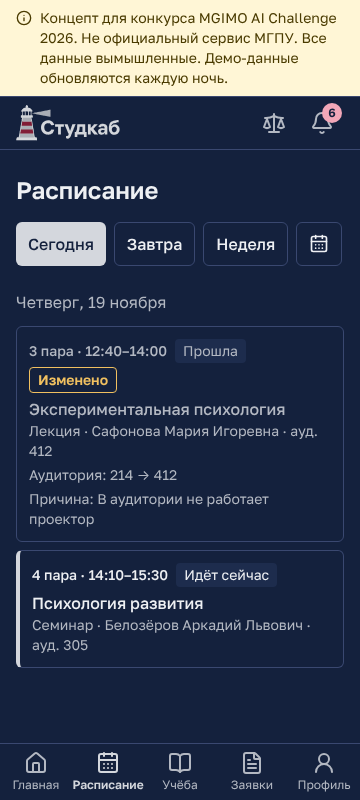 Концепт для конкурса MGIMO AI Challenge
2026. Не официальный сервис МГПУ. Все
данные вымышленные. Демо-данные
обновляются каждую ночь.
Студкаб
6
Расписание
Сегодня
Завтра
Неделя
Четверг, 19 ноября
3 пара · 12:40–14:00 Прошла
Изменено
Экспериментальная психология
Лекция · Сафонова Мария Игоревна · ауд.
412
Аудитория: 214 → 412
Причина: В аудитории не работает
проектор
4 пара · 14:10–15:30 Идёт сейчас
Психология развития
Семинар · Белозёров Аркадий Львович ·
ауд. 305
Главная
Расписание
Учёба
Заявки
Профиль